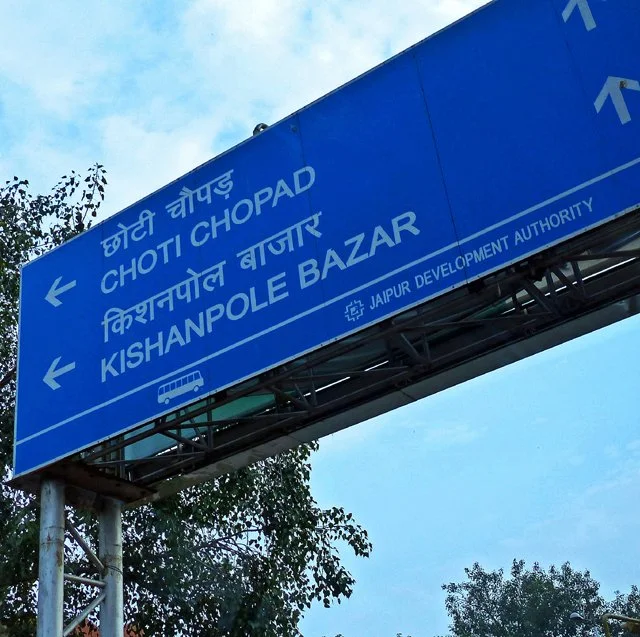 छोटी चौपड़
CHOTI CHOPAD
किशनपोल बाजार
KISHANPOLE BAZAR
JAIPUR DEVELOPMENT AUTHORITY